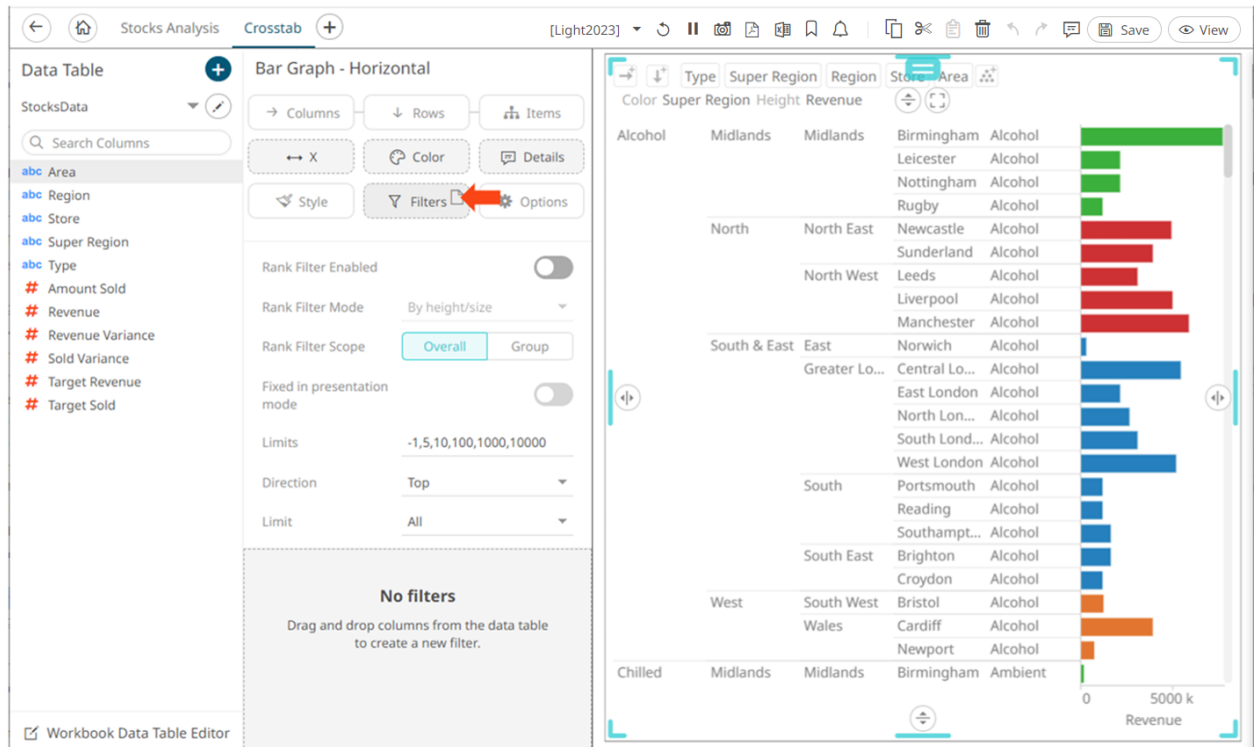 Stocks Analysis Crosstab [Light2023] Save View
Data Table
StocksData
Search Columns
abc Area
abc Region
abc Store
abc Super Region
abc Type
# Amount Sold
# Revenue
# Revenue Variance
# Sold Variance
# Target Revenue
# Target Sold
Workbook Data Table Editor
Bar Graph - Horizontal
Columns Rows Items
X Color Details
Style Filters Options
Rank Filter Enabled
Rank Filter Mode By height/size
Rank Filter Scope Overall Group
Fixed in presentation
mode
Limits -1,5,10,100,1000,10000
Direction Top
Limit All
No filters
Drag and drop columns from the data table
to create a new filter.
Type Super Region Region Store Area
Color Super Region Height Revenue
Alcohol Midlands Midlands Birmingham Alcohol
Leicester Alcohol
Nottingham Alcohol
Rugby Alcohol
North North East Newcastle Alcohol
Sunderland Alcohol
North West Leeds Alcohol
Liverpool Alcohol
Manchester Alcohol
South & East East Norwich Alcohol
Greater Lo... Central Lo... Alcohol
East London Alcohol
North Lon... Alcohol
South Lond... Alcohol
West London Alcohol
South Portsmouth Alcohol
Reading Alcohol
Southampt... Alcohol
South East Brighton Alcohol
Croydon Alcohol
West South West Bristol Alcohol
Wales Cardiff Alcohol
Newport Alcohol
Chilled Midlands Midlands Birmingham Ambient
0 5000 k
Revenue